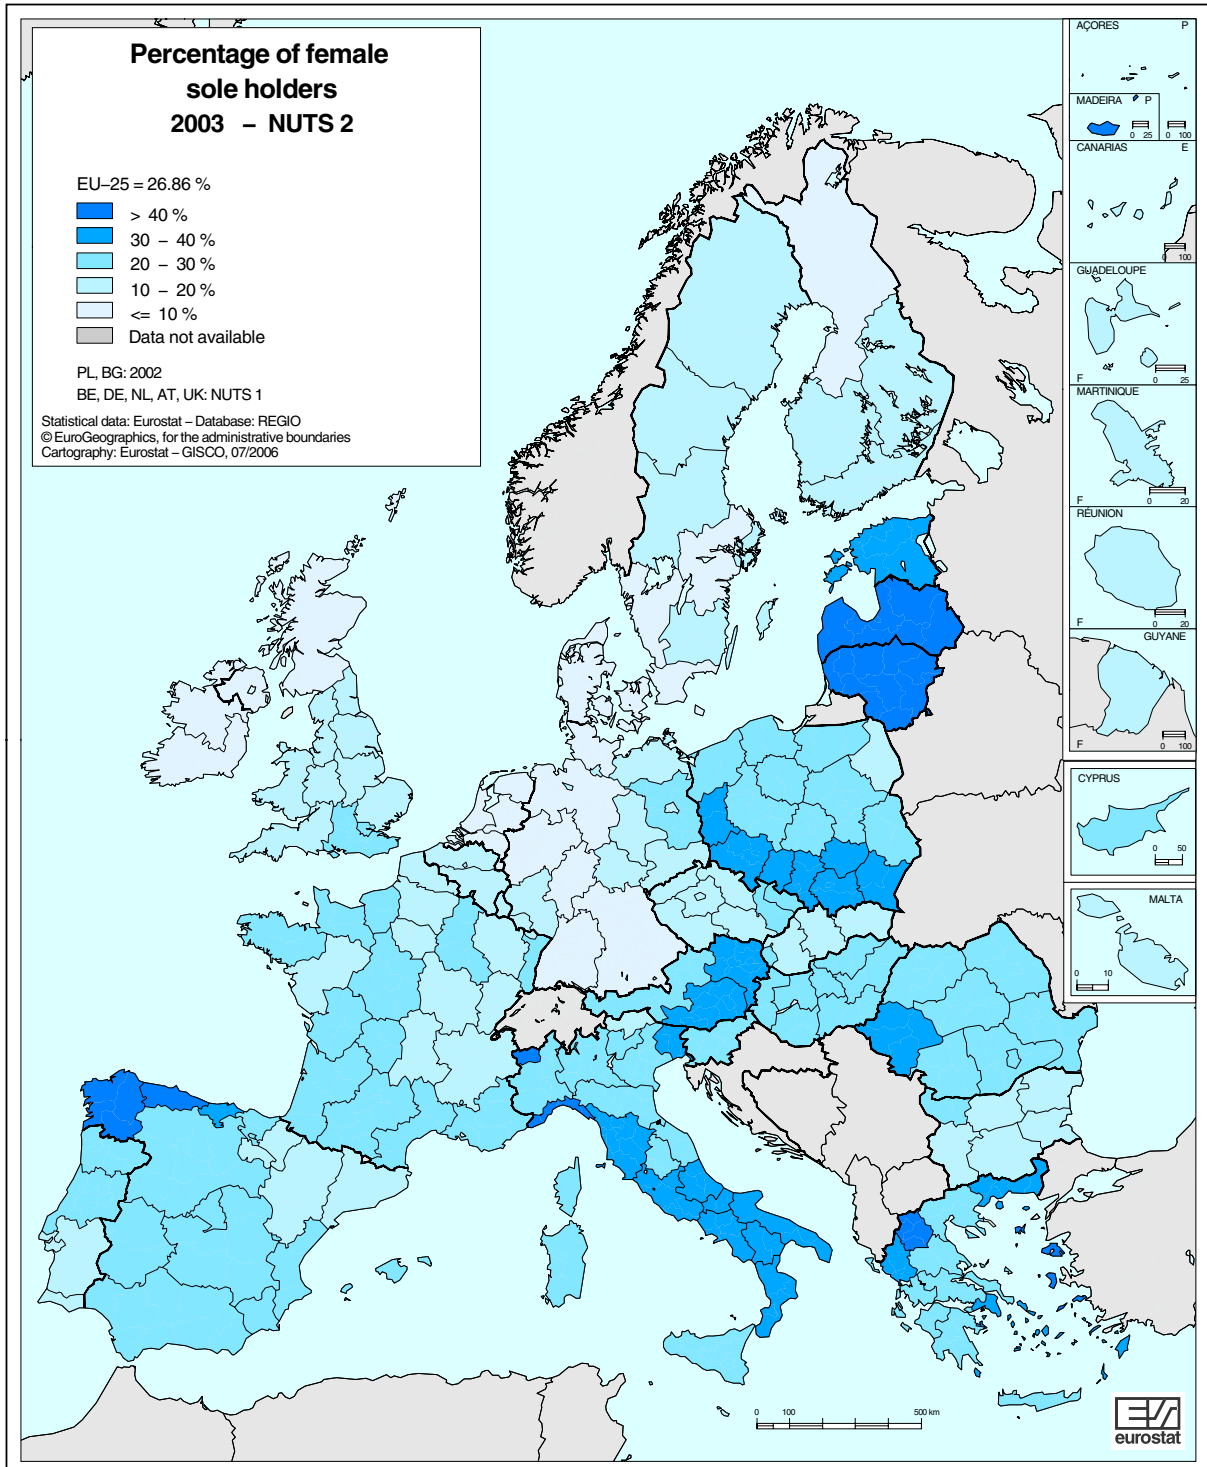 Percentage of female
sole holders
2003 – NUTS 2
EU–25 = 26.86 %
> 40 %
30 – 40 %
20 – 30 %
10 – 20 %
<= 10 %
Data not available
PL, BG: 2002
BE, DE, NL, AT, UK: NUTS 1
Statistical data: Eurostat – Database: REGIO
© EuroGeographics, for the administrative boundaries
Cartography: Eurostat – GISCO, 07/2006
AÇORES P
MADEIRA P
0 25
0 100
CANARIAS E
0 100
GUADELOUPE
F
0 25
MARTINIQUE
F
0 20
RÉUNION
F
0 20
GUYANE
F
0 100
CYPRUS
0 50
MALTA
0 10
0 100 500 km
eurostat